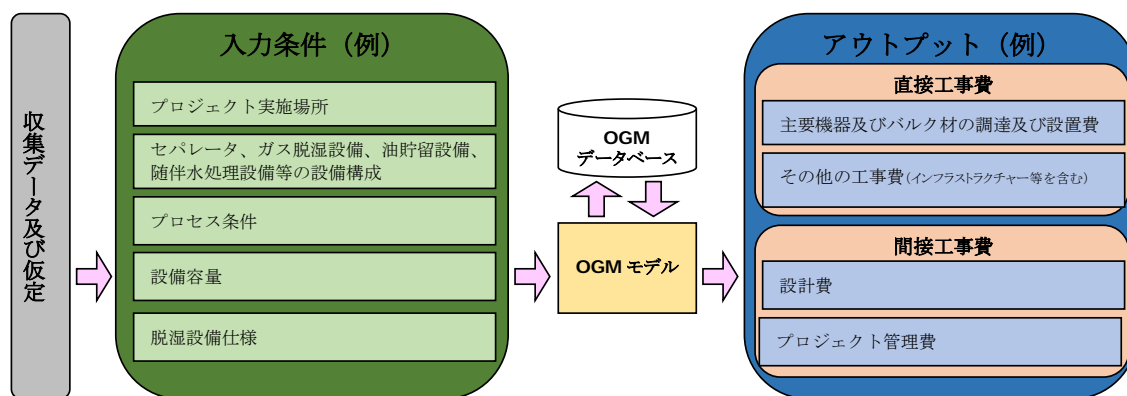 収集データ及び仮定
入力条件（例）
プロジェクト実施場所
セパレータ、ガス脱湿設備、油貯留設備、
随伴水処理設備等の設備構成
プロセス条件
設備容量
脱湿設備仕様
OGM
データベース
OGM モデル
アウトプット（例）
直接工事費
主要機器及びバルク材の調達及び設置費
その他の工事費(インフラストラクチャー等を含む)
間接工事費
設計費
プロジェクト管理費